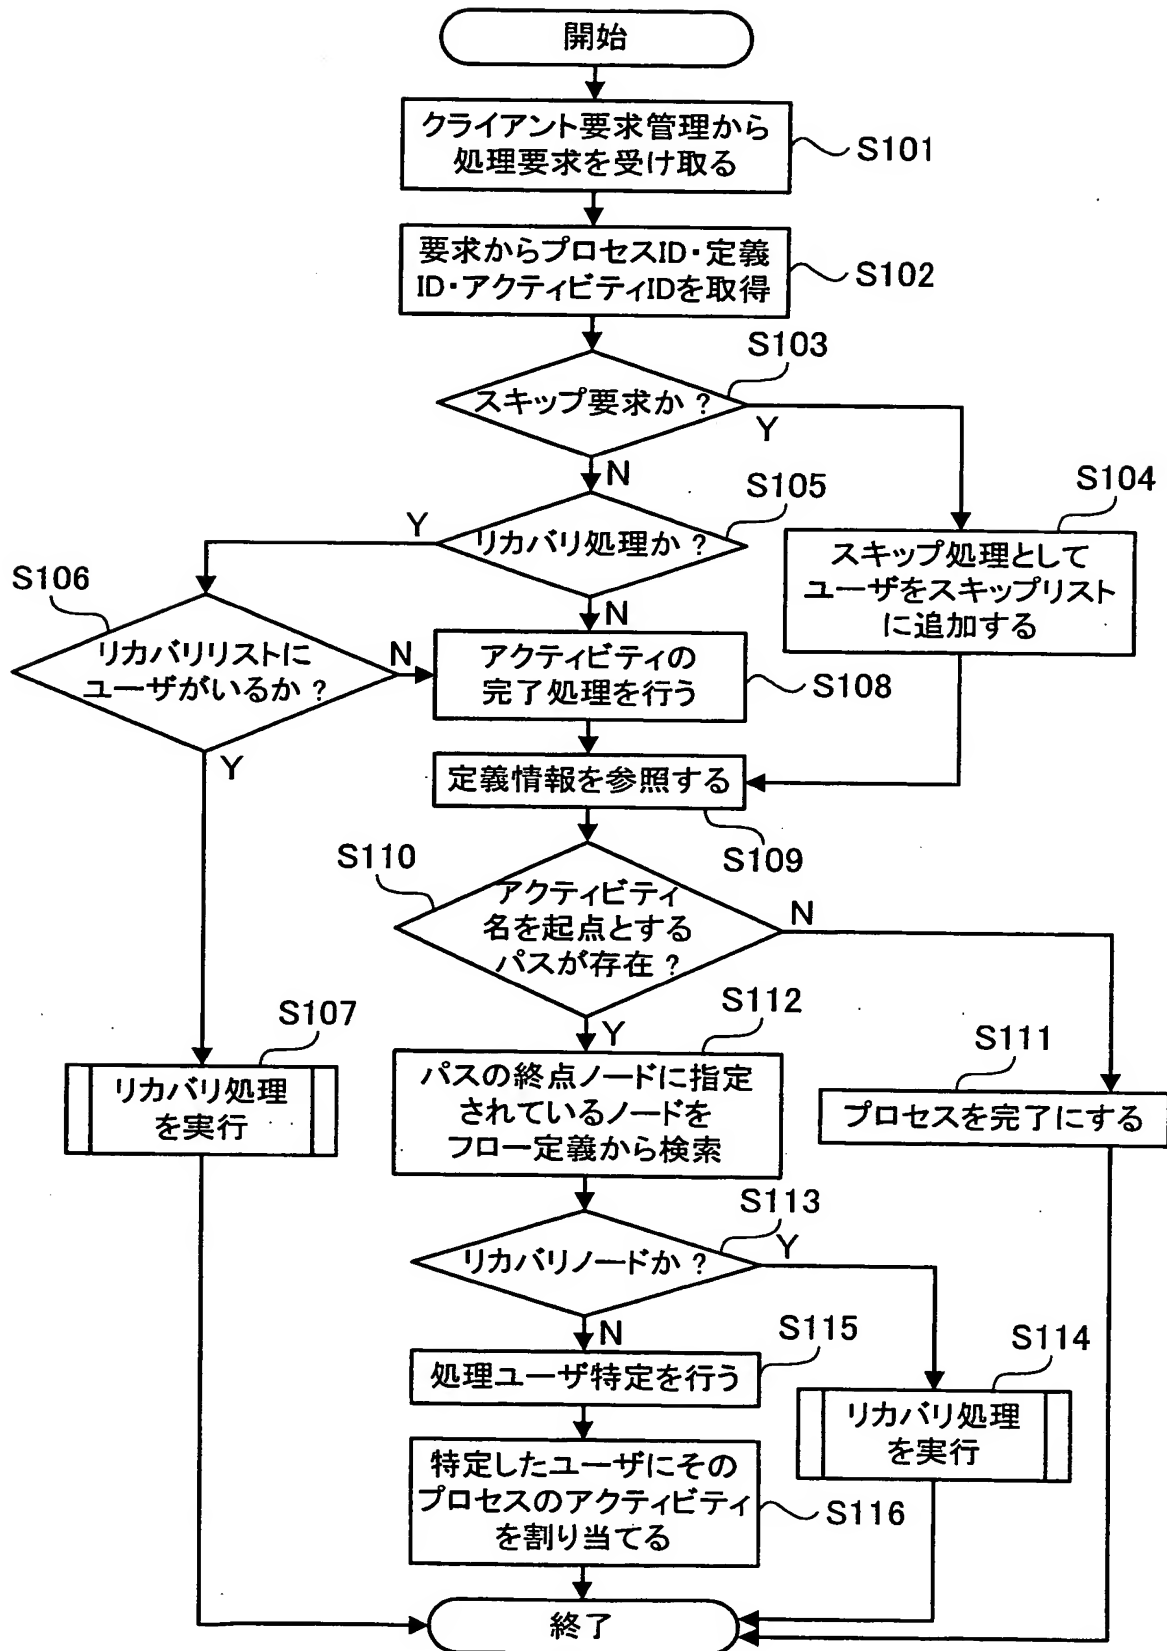 開始
クライアント要求管理から
処理要求を受け取る
S101
要求からプロセスID・定義
ID・アクティビティIDを取得
S102
S103
スキップ要求か?
Y
N
S104
スキップ処理として
ユーザをスキップリスト
に追加する
S105
リカバリ処理か?
Y
N
S106
リカバリリストに
ユーザがいるか?
N
Y
アクティビティの
完了処理を行う
S108
定義情報を参照する
S109
S110
アクティビティ
名を起点とする
パスが存在?
N
Y
S107
リカバリ処理
を実行
S112
パスの終点ノードに指定
されているノードを
フロー定義から検索
S111
プロセスを完了にする
S113
リカバリノードか?
Y
N
S115
処理ユーザ特定を行う
S114
リカバリ処理
を実行
特定したユーザにその
プロセスのアクティビティ
を割り当てる
S116
終了